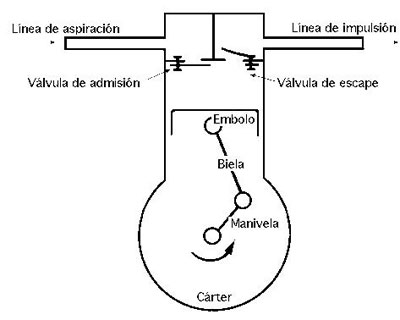 Línea de aspiración
Línea de impulsión
Válvula de admisión
Válvula de escape
Embolo
Biela
Manivela
Cárter